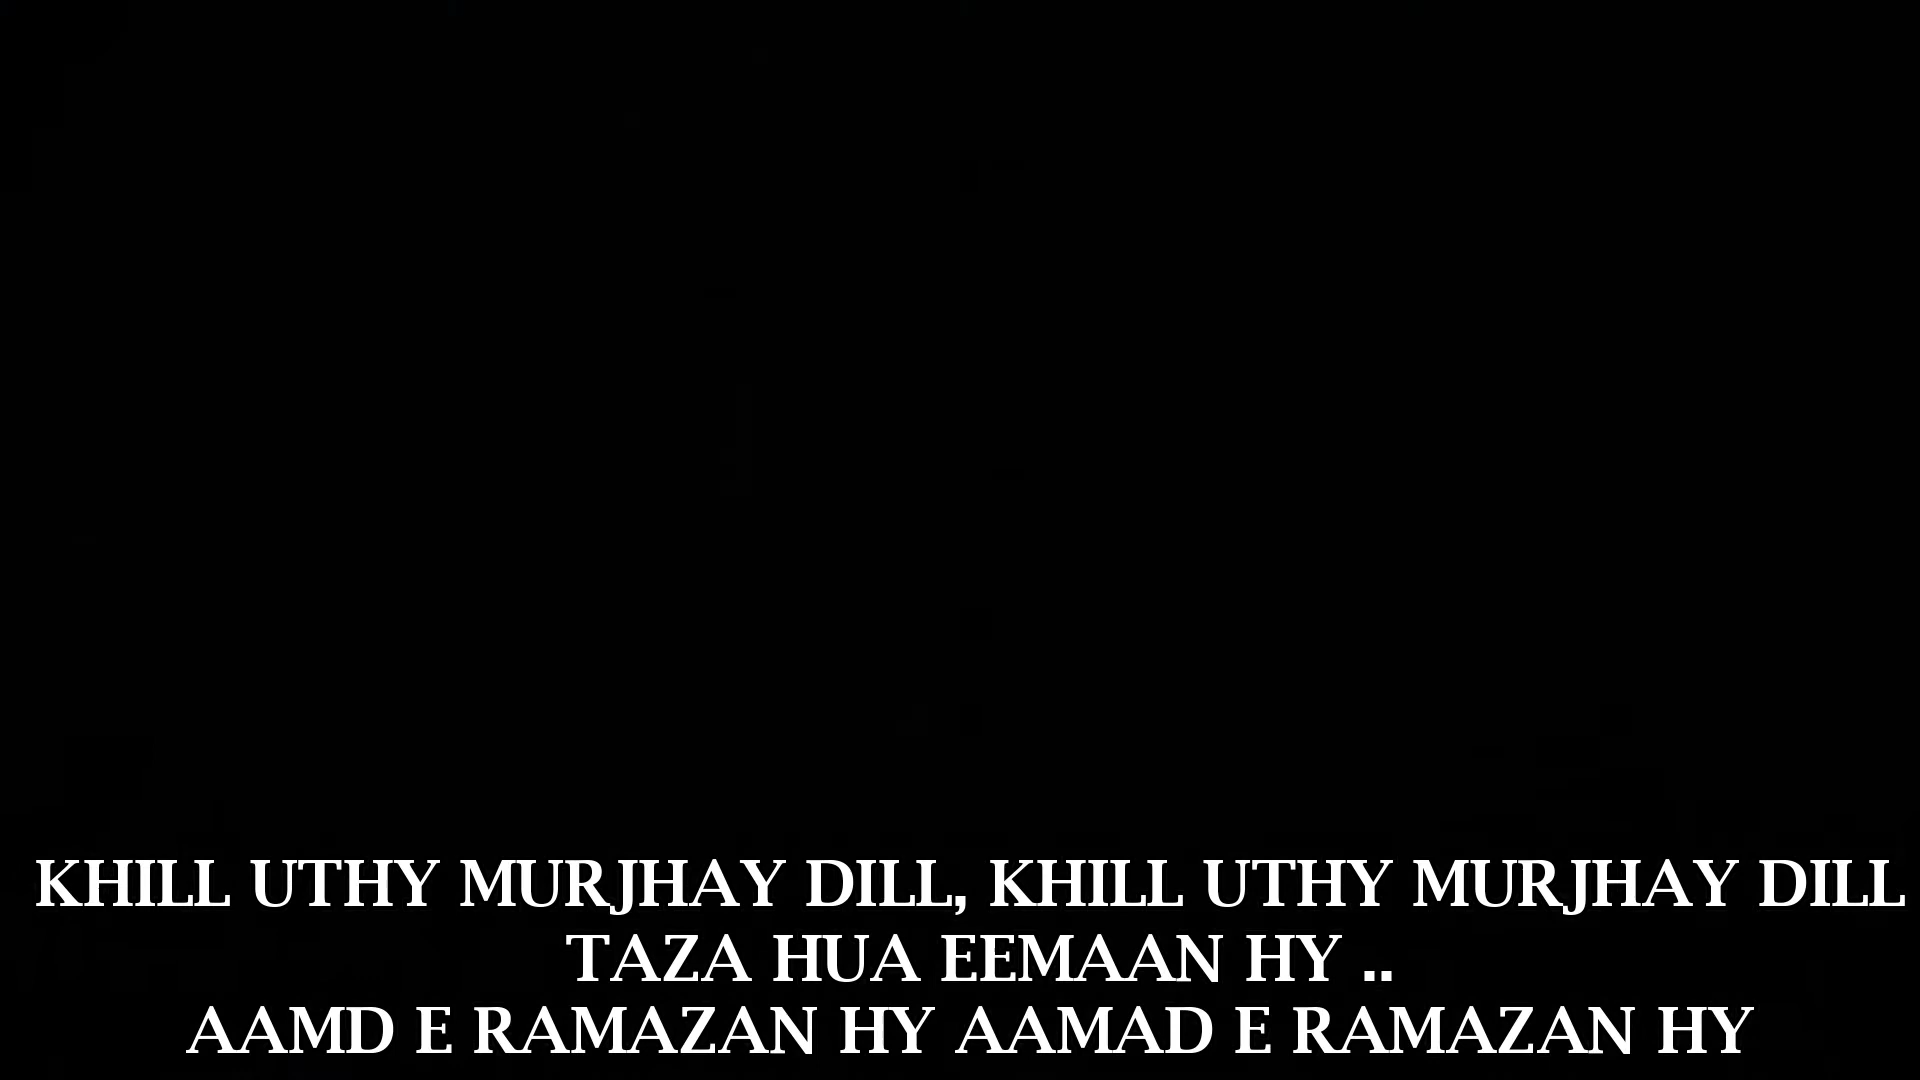 KHILL UTHY MURJHAY DILL, KHILL UTHY MURJHAY DILL
TAZA HUA EEMAAN HY ..
AAMD E RAMAZAN HY AAMAD E RAMAZAN HY